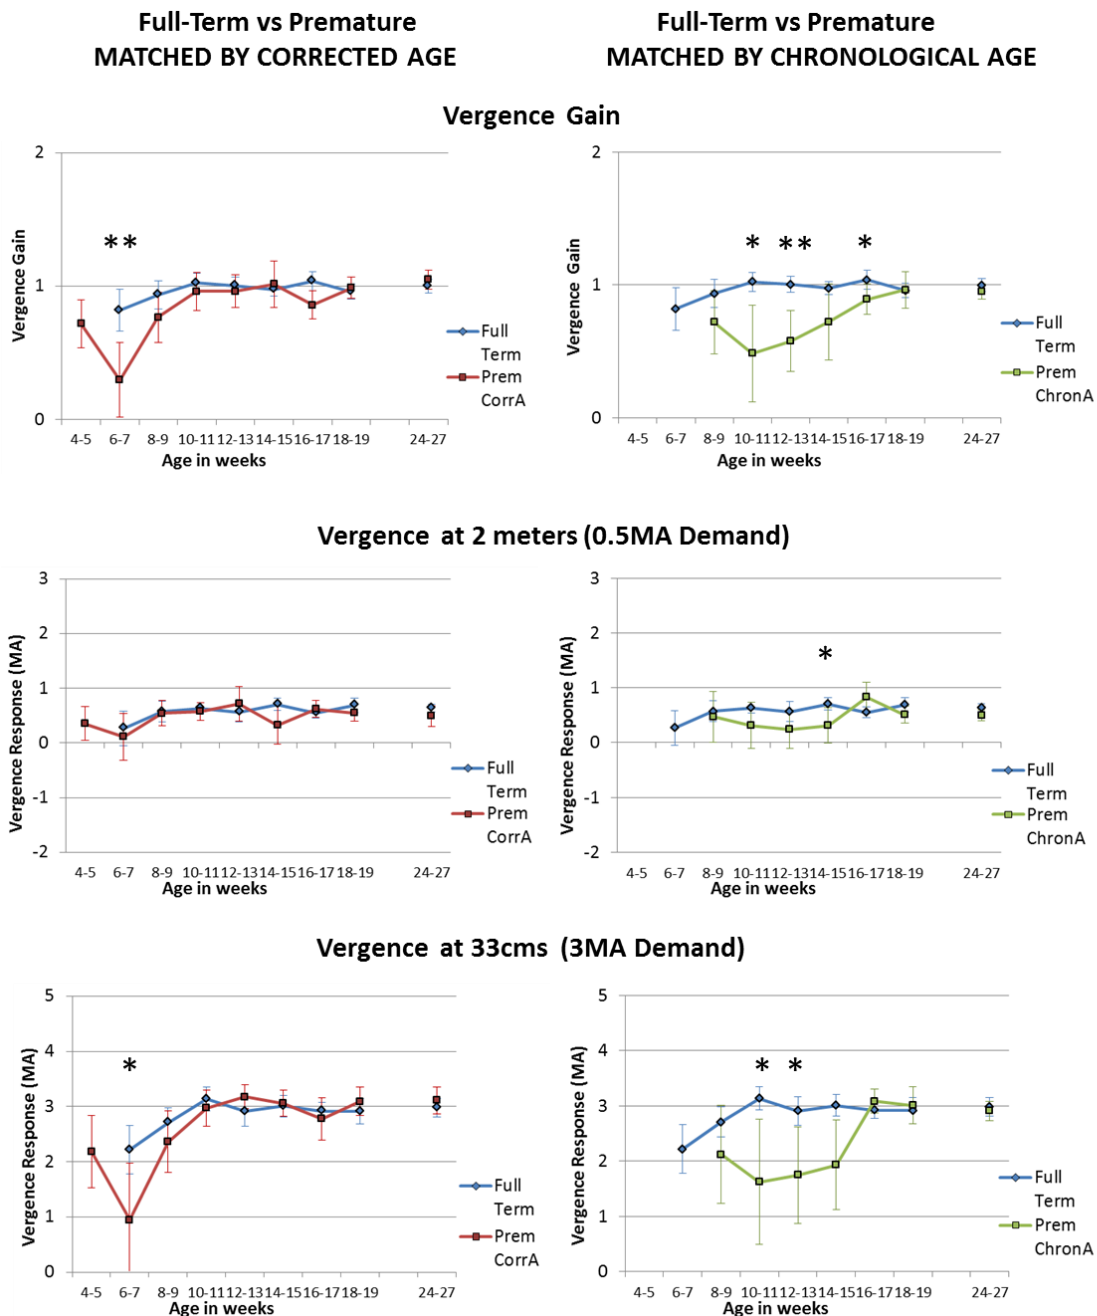 Full-Term vs Premature
MATCHED BY CORRECTED AGE
Full-Term vs Premature
MATCHED BY CHRONOLOGICAL AGE
Vergence Gain
2
1
0
Vergence Gain
**
4-5 6-7 8-9 10-11 12-13 14-15 16-17 18-19 24-27
Age in weeks
Full
Term
Prem
CorrA
2
1
0
Vergence Gain
* ** *
4-5 6-7 8-9 10-11 12-13 14-15 16-17 18-19 24-27
Age in weeks
Full
Term
Prem
ChronA
Vergence at 2 meters (0.5MA Demand)
3
2
1
0
-1
-2
Vergence Response (MA)
4-5 6-7 8-9 10-11 12-13 14-15 16-17 18-19 24-27
Age in weeks
Full
Term
Prem
CorrA
3
2
1
0
-1
-2
Vergence Response (MA)
*
4-5 6-7 8-9 10-11 12-13 14-15 16-17 18-19 24-27
Age in weeks
Full
Term
Prem
ChronA
Vergence at 33cms (3MA Demand)
5
4
3
2
1
0
Vergence Response (MA)
*
4-5 6-7 8-9 10-11 12-13 14-15 16-17 18-19 24-27
Age in weeks
Full
Term
Prem
CorrA
5
4
3
2
1
0
Vergence Response (MA)
* *
4-5 6-7 8-9 10-11 12-13 14-15 16-17 18-19 24-27
Age in weeks
Full
Term
Prem
ChronA